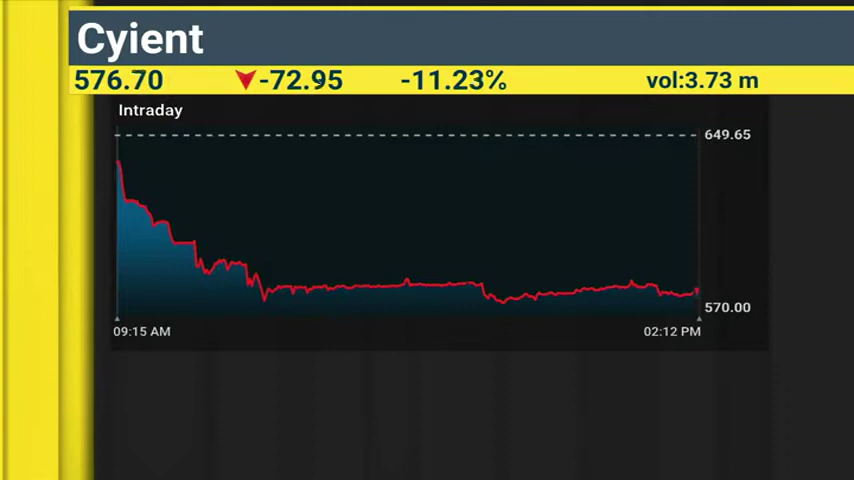 Cyient
576.70 -72.95 -11.23% vol:3.73 m
Intraday
649.65
570.00
09:15 AM 02:12 PM